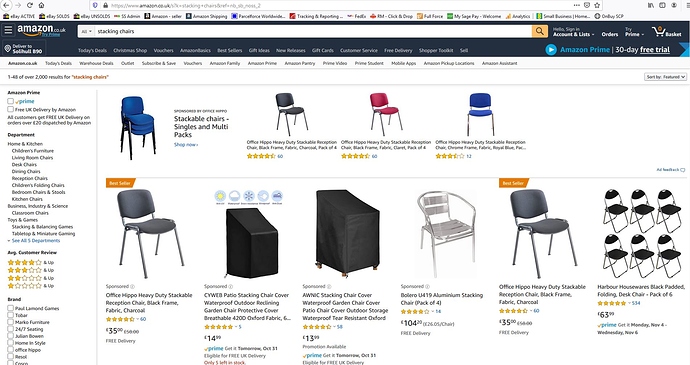 https://www.amazon.co.uk/s?k=stacking+chairs&ref=nb_sb_noss_2
eBay ACTIVE
eBay SOLDS
eBay UNSOLDS
SS Admin
Amazon
Amazon Shipping
Parcelforce Worldwide...
Tracking & Reporting ...
FedEx
R64 - Click & Drop
Full Force
My Sage Pay - Welcome
Analytics
Small Business | Home...
OnBuy SCP
amazon.co.uk
Try Prime
All
stacking chairs
Hello, Sign in
Account & Lists
Orders
Try
Prime
0
Basket
Deliver to
Solihull B90
Today's Deals
Christmas Shop
Vouchers
AmazonBasics
Best Sellers
Gift Ideas
New Releases
Gift Cards
Free Delivery
Shopper Toolkit
Sell
Amazon Prime | 30-day free trial
Amazon.co.uk
Today's Deals
Warehouse Deals
Outlet
Subscribe & Save
Vouchers
Amazon Family
Amazon Prime
Amazon Pantry
Prime Video
Prime Student
Mobile Apps
Amazon Pickup Locations
Amazon Assistant
1-48 of over 2,000 results for "stacking chairs"
Sort by: Featured
Amazon Prime
prime
Free UK Delivery by Amazon
All customers get FREE UK Delivery on
orders over £20 dispatched by Amazon
Department
Home & Kitchen
Children's Furniture
Living Room Chairs
Desk Chairs
Dining Chairs
Reception Chairs
Children's Folding Chairs
Bedroom Chairs & Stools
Kitchen Chairs
Business, Industry & Science
Classroom Chairs
Toys & Games
Stacking & Balancing Games
Tabletop & Miniature Gaming
See All 5 Departments
Avg. Customer Review
& Up
& Up
& Up
& Up
Brand
Paul Lamond Games
Tobar
Marko Furniture
24/7 Seating
Julian Bowen
Home In Style
office hippo
Resol
SPONSORED BY OFFICE HIPPO
Stackable chairs -
Singles and Multi
Packs
Shop now
Office Hippo Heavy Duty Stackable Reception
Chair, Black Frame, Fabric, Charcoal, Pack of 4
60
Office Hippo Heavy Duty Stackable Reception
Chair, Black Frame, Fabric, Claret, Pack of 4
60
Office Hippo Heavy Duty Stackable Reception
Chair, Chrome Frame, Fabric, Royal Blue, Pac...
12
Ad feedback
Best Seller
Sponsored
Office Hippo Heavy Duty Stackable
Reception Chair, Black Frame,
Fabric, Charcoal
60
£35.00 £58.00
FREE Delivery
Sponsored
CYWEB Patio Stacking Chair Cover
Waterproof Outdoor Reclining
Garden Chair Protective Cover
Breathable 420D Oxford Fabric, 6...
5
£14.99
prime Get it Tomorrow, Oct 31
Eligible for FREE UK Delivery
Only 5 left in stock.
Sponsored
AWNIC Stacking Chair Cover
Waterproof Garden Chair Cover
Patio Chair Cover Outdoor Storage
Waterproof Tear Resistant Oxford
58
£13.99
Promotion Available
prime Get it Tomorrow, Oct 31
Eligible for FREE UK Delivery
Bolero U419 Aluminium Stacking
Chair (Pack of 4)
14
£104.20 (£26.05/Chair)
FREE Delivery
Best Seller
Office Hippo Heavy Duty Stackable
Reception Chair, Black Frame,
Fabric, Charcoal
60
£35.00 £58.00
FREE Delivery
Harbour Housewares Black Padded,
Folding, Desk Chair - Pack of 6
534
£63.99
prime Get it Monday, Nov 4 -
Wednesday, Nov 6